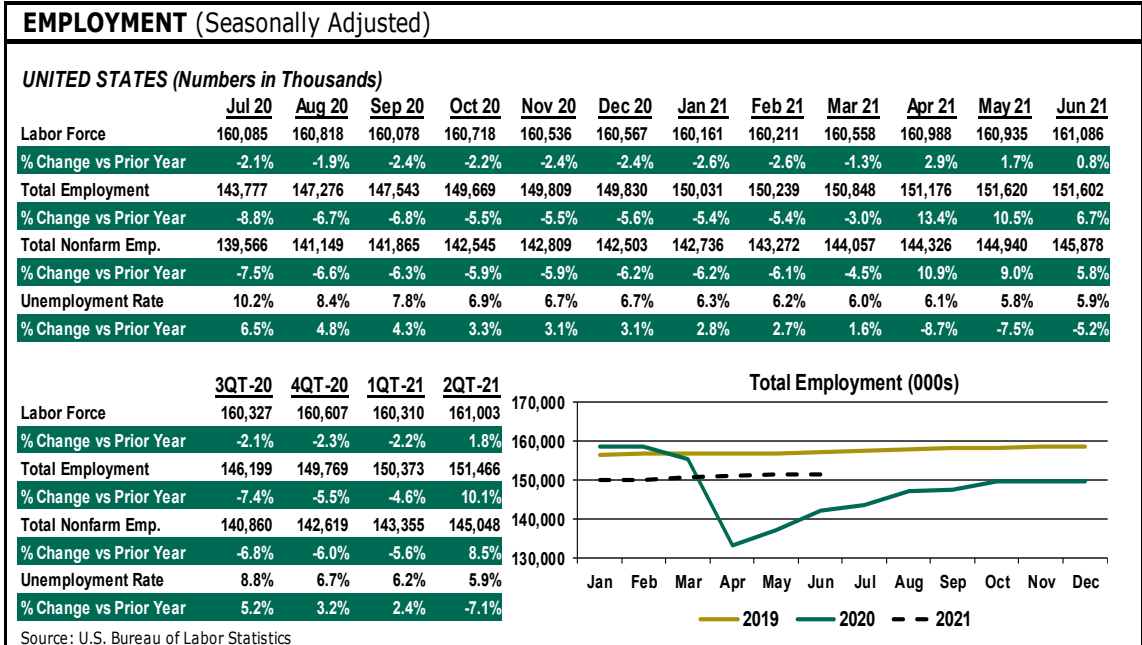 EMPLOYMENT (Seasonally Adjusted)
UNITED STATES (Numbers in Thousands)
Jul 20 Aug 20 Sep 20 Oct 20 Nov 20 Dec 20 Jan 21 Feb 21 Mar 21 Apr 21 May 21 Jun 21
Labor Force 160,085 160,818 160,078 160,718 160,536 160,567 160,161 160,211 160,558 160,988 160,935 161,086
% Change vs Prior Year -2.1% -1.9% -2.4% -2.2% -2.4% -2.4% -2.6% -2.6% -1.3% 2.9% 1.7% 0.8%
Total Employment 143,777 147,276 147,543 149,669 149,809 149,830 150,031 150,239 150,848 151,176 151,620 151,602
% Change vs Prior Year -8.8% -6.7% -6.8% -5.5% -5.5% -5.6% -5.4% -5.4% -3.0% 13.4% 10.5% 6.7%
Total Nonfarm Emp. 139,566 141,149 141,865 142,545 142,809 142,503 142,736 143,272 144,057 144,326 144,940 145,878
% Change vs Prior Year -7.5% -6.6% -6.3% -5.9% -5.9% -6.2% -6.2% -6.1% -4.5% 10.9% 9.0% 5.8%
Unemployment Rate 10.2% 8.4% 7.8% 6.9% 6.7% 6.7% 6.3% 6.2% 6.0% 6.1% 5.8% 5.9%
% Change vs Prior Year 6.5% 4.8% 4.3% 3.3% 3.1% 3.1% 2.8% 2.7% 1.6% -8.7% -7.5% -5.2%
3QT-20 4QT-20 1QT-21 2QT-21
Labor Force 160,327 160,607 160,310 161,003
% Change vs Prior Year -2.1% -2.3% -2.2% 1.8%
Total Employment 146,199 149,769 150,373 151,466
% Change vs Prior Year -7.4% -5.5% -4.6% 10.1%
Total Nonfarm Emp. 140,860 142,619 143,355 145,048
% Change vs Prior Year -6.8% -6.0% -5.6% 8.5%
Unemployment Rate 8.8% 6.7% 6.2% 5.9%
% Change vs Prior Year 5.2% 3.2% 2.4% -7.1%
Source: U.S. Bureau of Labor Statistics
Total Employment (000s)
170,000
160,000
150,000
140,000
130,000
Jan Feb Mar Apr May Jun Jul Aug Sep Oct Nov Dec
2019 2020 2021